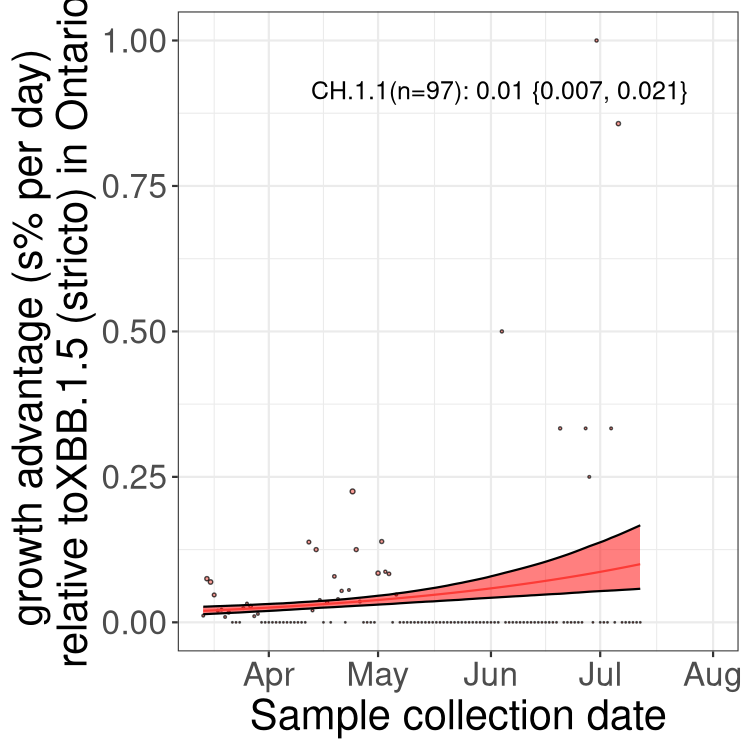 growth advantage (s% per day)
relative toXBB.1.5 (stricto) in Ontario
1.00
0.75
0.50
0.25
0.00
CH.1.1(n=97): 0.01 {0.007, 0.021}
Apr May Jun Jul Aug
Sample collection date